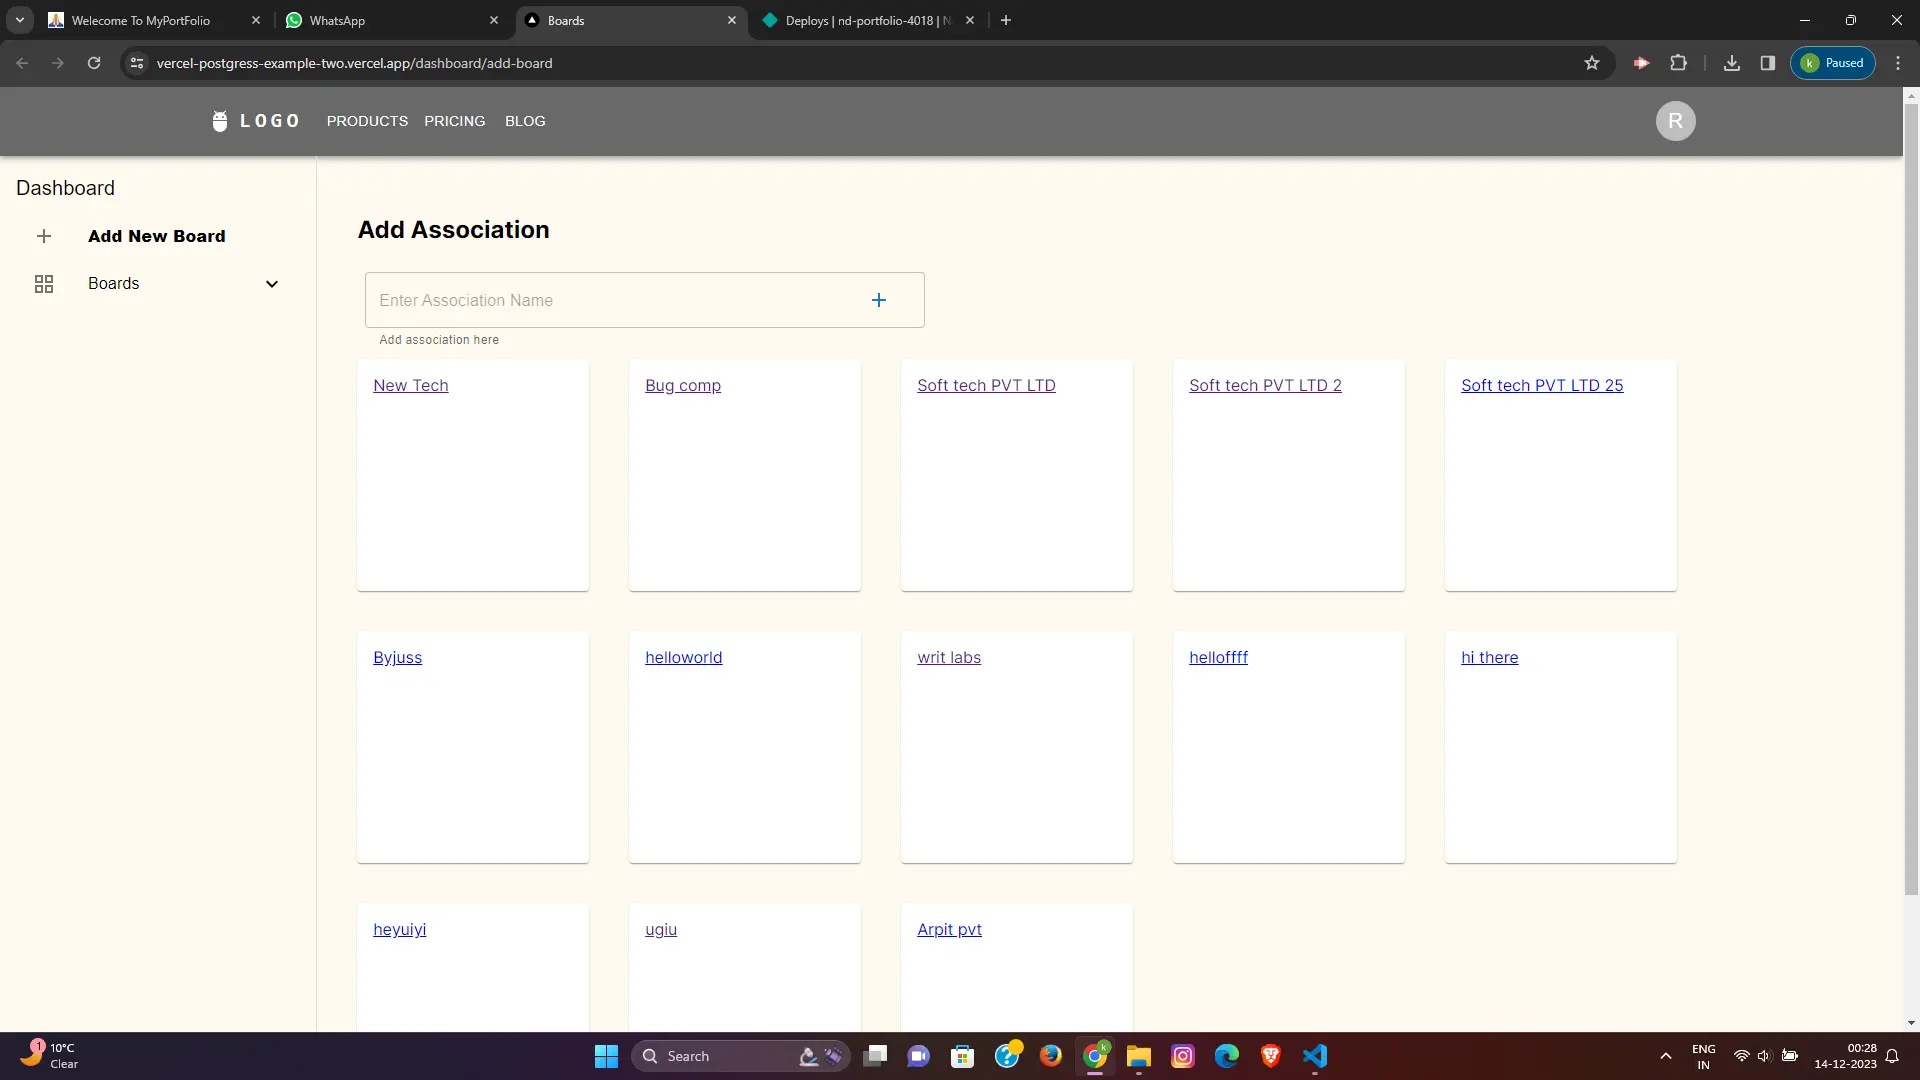 Welecome To MyPortFolio
WhatsApp
Boards
Deploys | nd-portfolio-4018 | N
vercel-postgress-example-two.vercel.app/dashboard/add-board
k
Paused
LOGO
PRODUCTS
PRICING
BLOG
R
Dashboard
Add New Board
Boards
Add Association
Enter Association Name
Add association here
New Tech
Bug comp
Soft tech PVT LTD
Soft tech PVT LTD 2
Soft tech PVT LTD 25
Byjuss
helloworld
writ labs
helloffff
hi there
heyuiyi
ugiu
Arpit pvt
1
10°C
Clear
Search
k
ENG
IN
00:28
14-12-2023